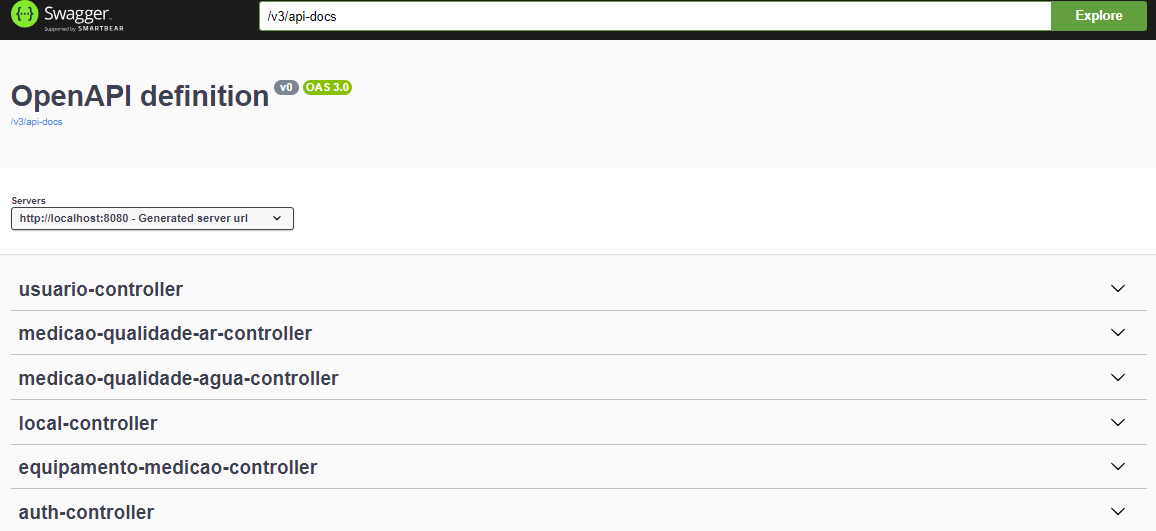 Swagger
Supported by SMARTBEAR
/v3/api-docs
Explore
OpenAPI definition v0 OAS 3.0
/v3/api-docs
Servers
http://localhost:8080 - Generated server url
usuario-controller
medicao-qualidade-ar-controller
medicao-qualidade-agua-controller
local-controller
equipamento-medicao-controller
auth-controller